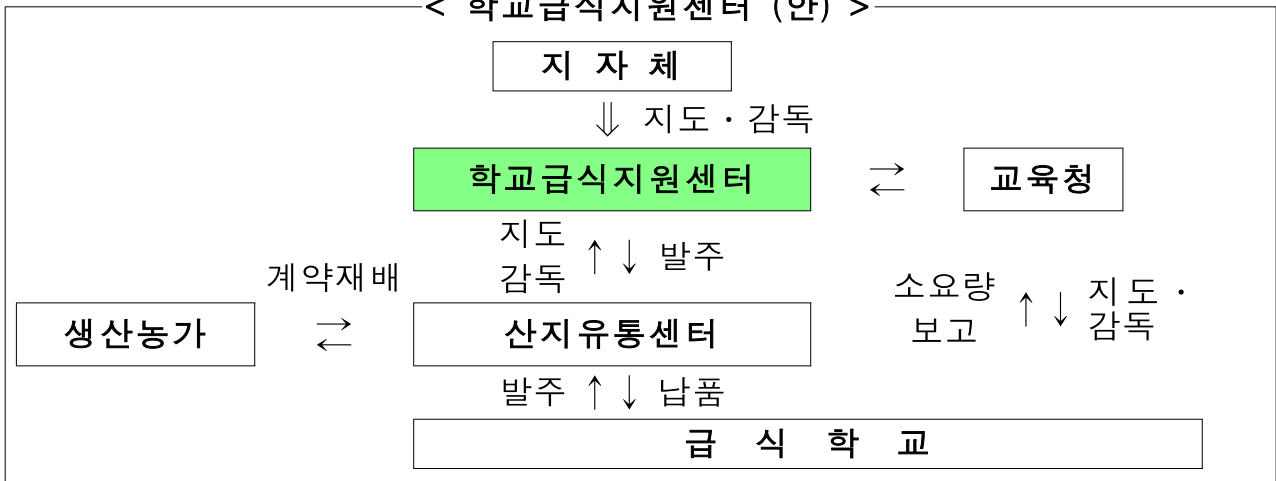 < 학교급식지원센터 (안) >
지 자 체
⇓ 지도 · 감독
학교급식지원센터 → ← 교육청
지도
감독 ↑ ↓ 발주
계약재배
소요량
보고 ↑ ↓ 지도 ·
감독
생산농가 → ← 산지유통센터
발주 ↑ ↓ 납품
급 식 학 교